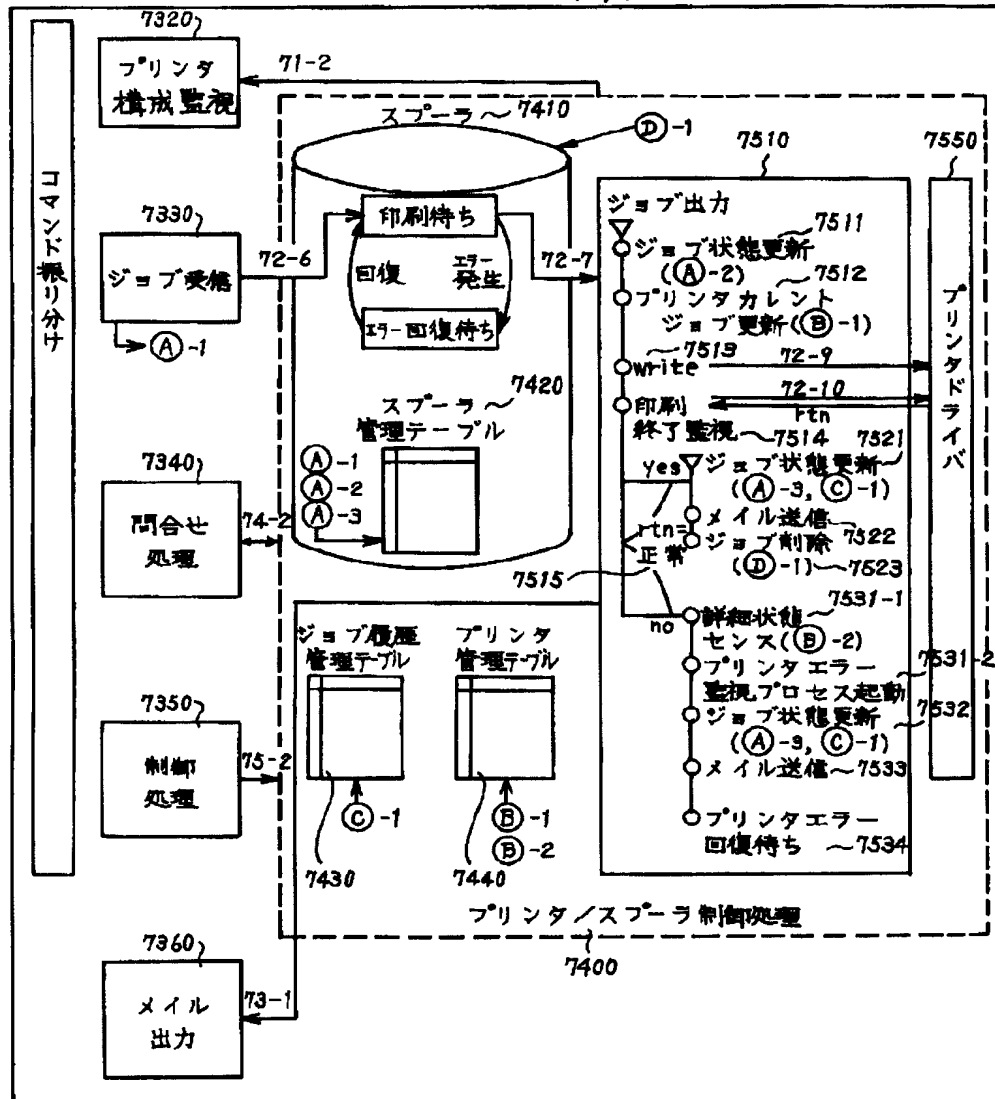 7320
プリンタ
構成監視
71-2
コマンド振り分け
7330
ジョブ受信
Ⓐ-1
72-6
7340
問合せ
処理
74-2
7350
制御
処理
75-2
7360
メイル
出力
73-1
スプーラ 7410
Ⓓ-1
印刷待ち
回復
エラー
発生
エラー回復待ち
72-7
スプーラ 7420
管理テーブル
Ⓐ-1
Ⓐ-2
Ⓐ-3
ジョブ履歴
管理テーブル
Ⓒ-1
7430
プリンタ
管理テーブル
Ⓑ-1
Ⓑ-2
7440
7510
ジョブ出力
7511
ジョブ状態更新
(Ⓐ-2)
7512
プリンタカレント
ジョブ更新(Ⓑ-1)
7513
write
72-9
72-10
rtn
印刷
終了監視
7514
7521
yes
ジョブ状態更新
(Ⓐ-3, Ⓒ-1)
メイル送信
7522
rtn=
正常
ジョブ削除
(Ⓓ-1) 7523
7515
no
7531-1
詳細状態
センス(Ⓑ-2)
プリンタエラー
監視プロセス起動
7531-2
ジョブ状態更新
7532
(Ⓐ-3, Ⓒ-1)
メイル送信 7533
プリンタエラー
回復待ち 7534
7550
プリンタドライバ
プリンタ/スプーラ制御処理
7400